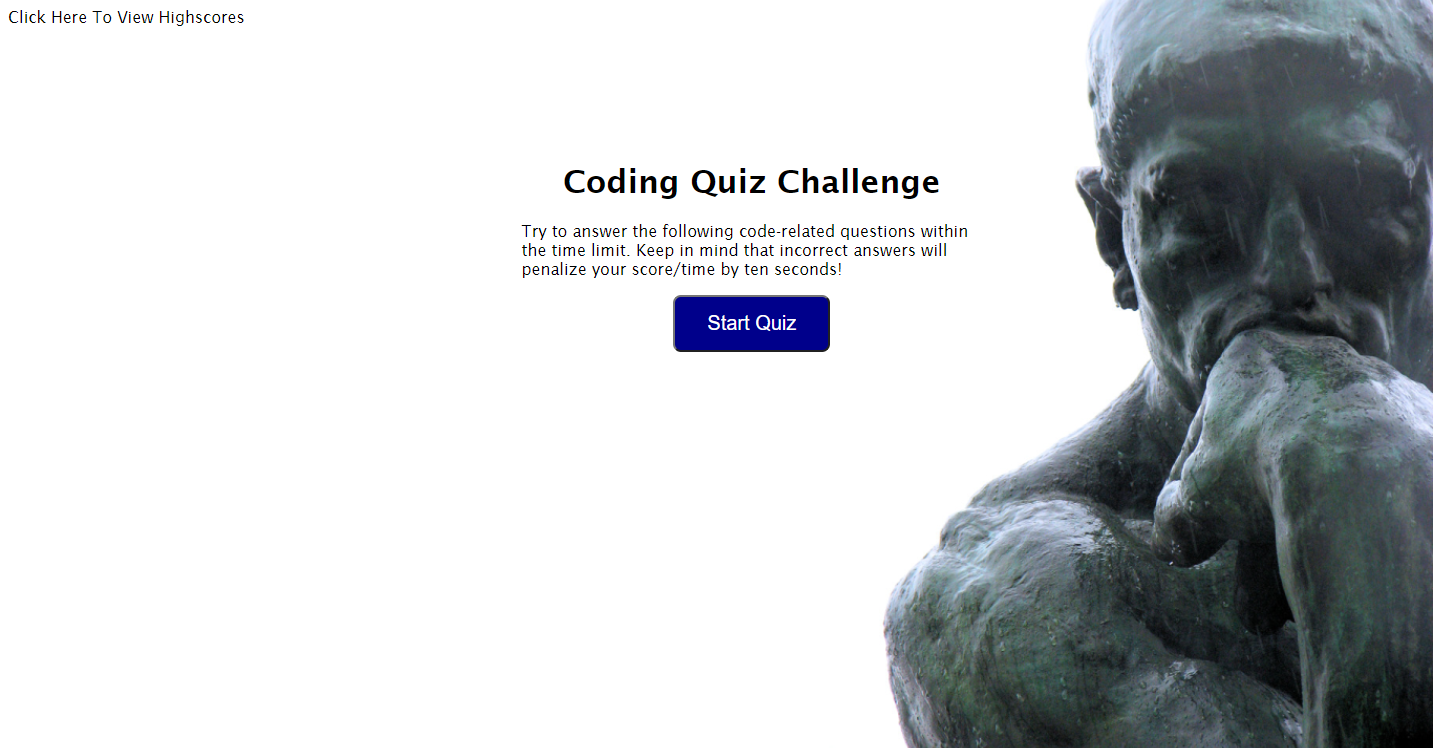 Click Here To View Highscores
Coding Quiz Challenge
Try to answer the following code-related questions within
the time limit. Keep in mind that incorrect answers will
penalize your score/time by ten seconds!
Start Quiz